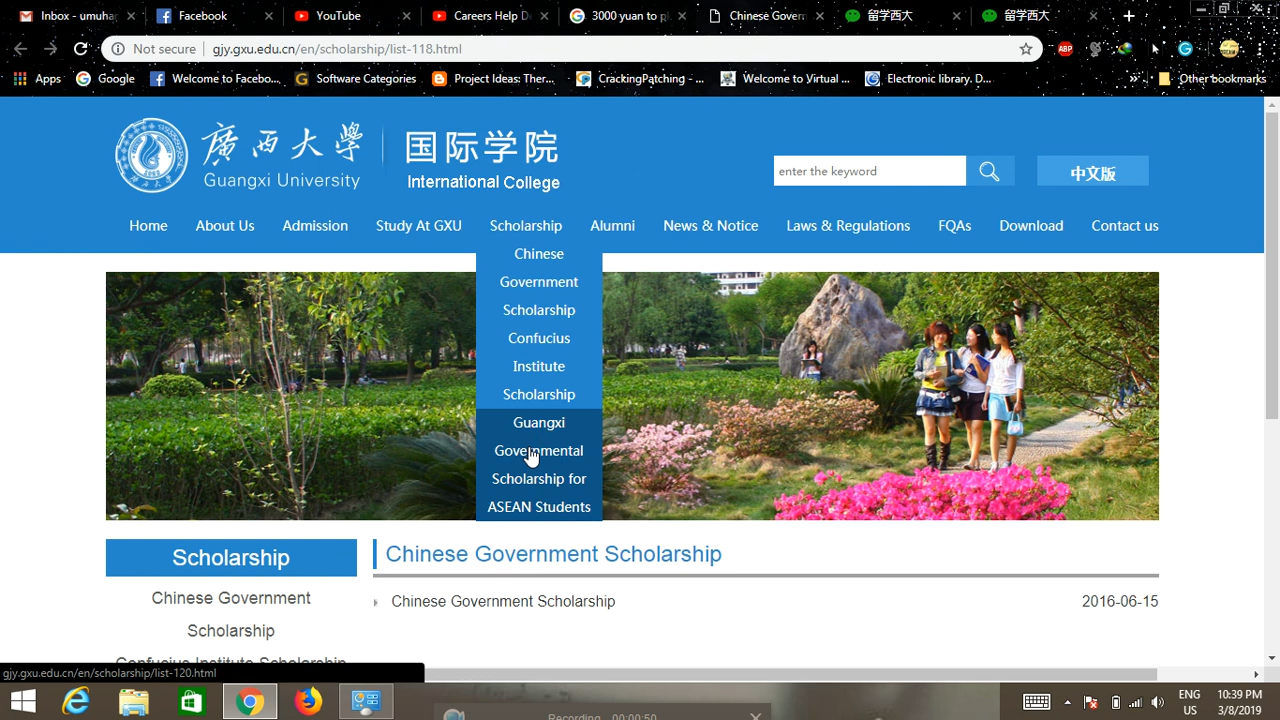 Inbox - umuha
Facebook
YouTube
Careers Help D
3000 yuan to p
Chinese Govern
留学西大
留学西大
Not secure
gjy.gxu.edu.cn/en/scholarship/list-118.html
ABP
Apps
Google
Welcome to Facebo...
Software Categories
Project Ideas: Ther...
CrackingPatching - ...
Welcome to Virtual ...
Electronic library. D...
Other bookmarks
廣西大學
Guangxi University
国际学院
International College
enter the keyword
中文版
Home
About Us
Admission
Study At GXU
Scholarship
Alumni
News & Notice
Laws & Regulations
FQAs
Download
Contact us
Chinese
Government
Scholarship
Confucius
Institute
Scholarship
Guangxi
Governmental
Scholarship for
ASEAN Students
Scholarship
Chinese Government Scholarship
Chinese Government
Scholarship
Confucius Institute Scholarship
Chinese Government Scholarship
2016-06-15
gjy.gxu.edu.cn/en/scholarship/list-120.html
Recording 00:00:50
ENG
US
10:39 PM
3/8/2019